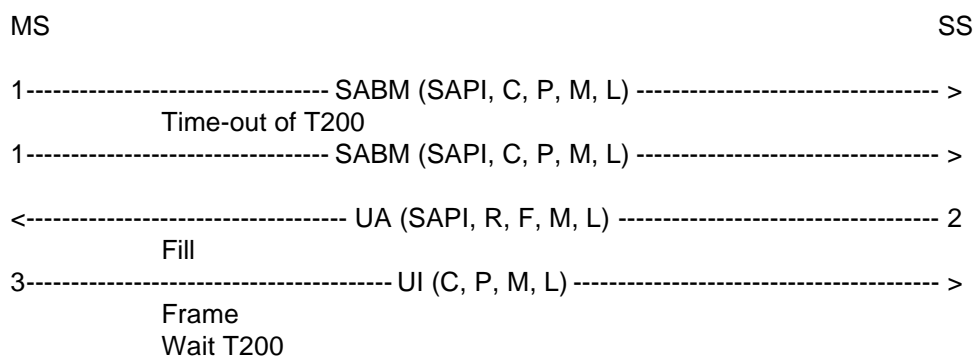 MS SS
1---------------------------------- SABM (SAPI, C, P, M, L) ---------------------------------- >
Time-out of T200
1---------------------------------- SABM (SAPI, C, P, M, L) ---------------------------------- >
<------------------------------------ UA (SAPI, R, F, M, L) ------------------------------------ 2
Fill
3----------------------------------------- UI (C, P, M, L) ----------------------------------------- >
Frame
Wait T200